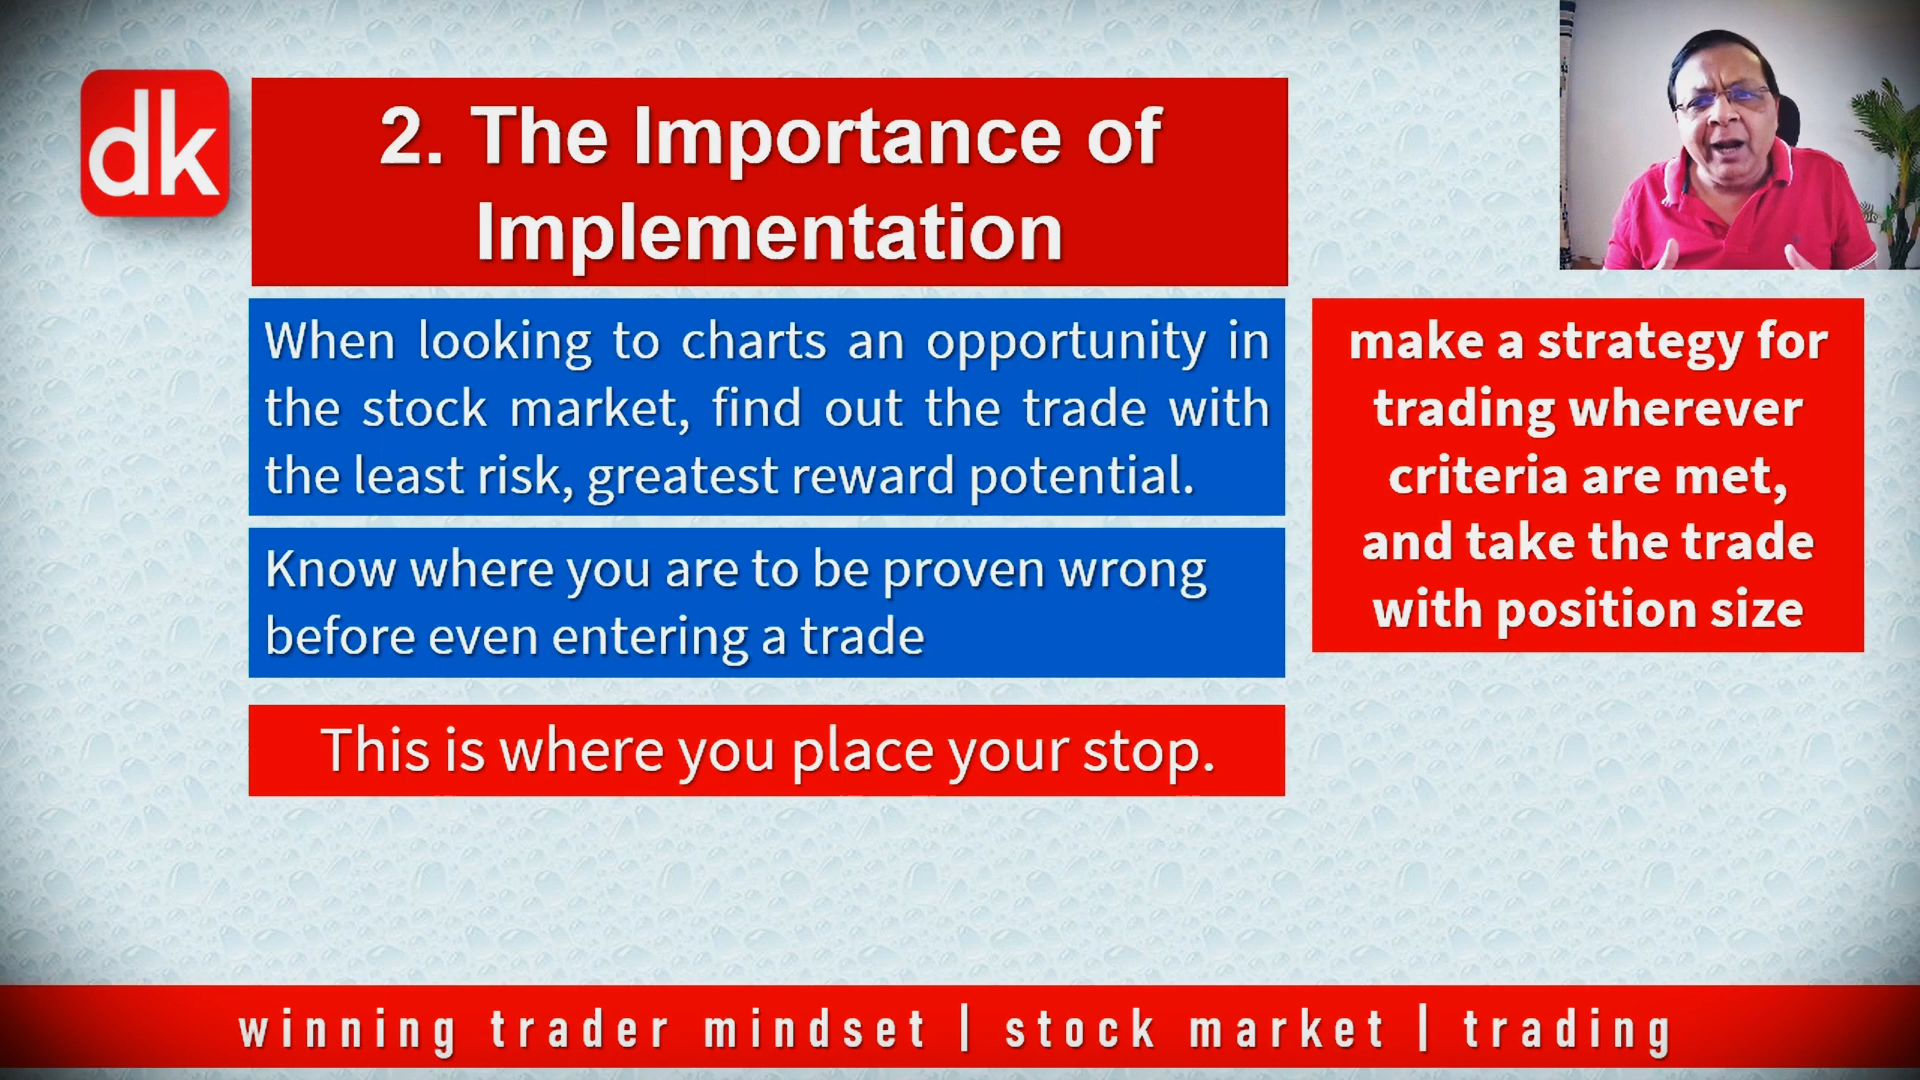 dk
2. The Importance of
Implementation
When looking to charts an opportunity in
the stock market, find out the trade with
the least risk, greatest reward potential.
Know where you are to be proven wrong
before even entering a trade
This is where you place your stop.
make a strategy for
trading wherever
criteria are met,
and take the trade
with position size
winning trader mindset | stock market | trading